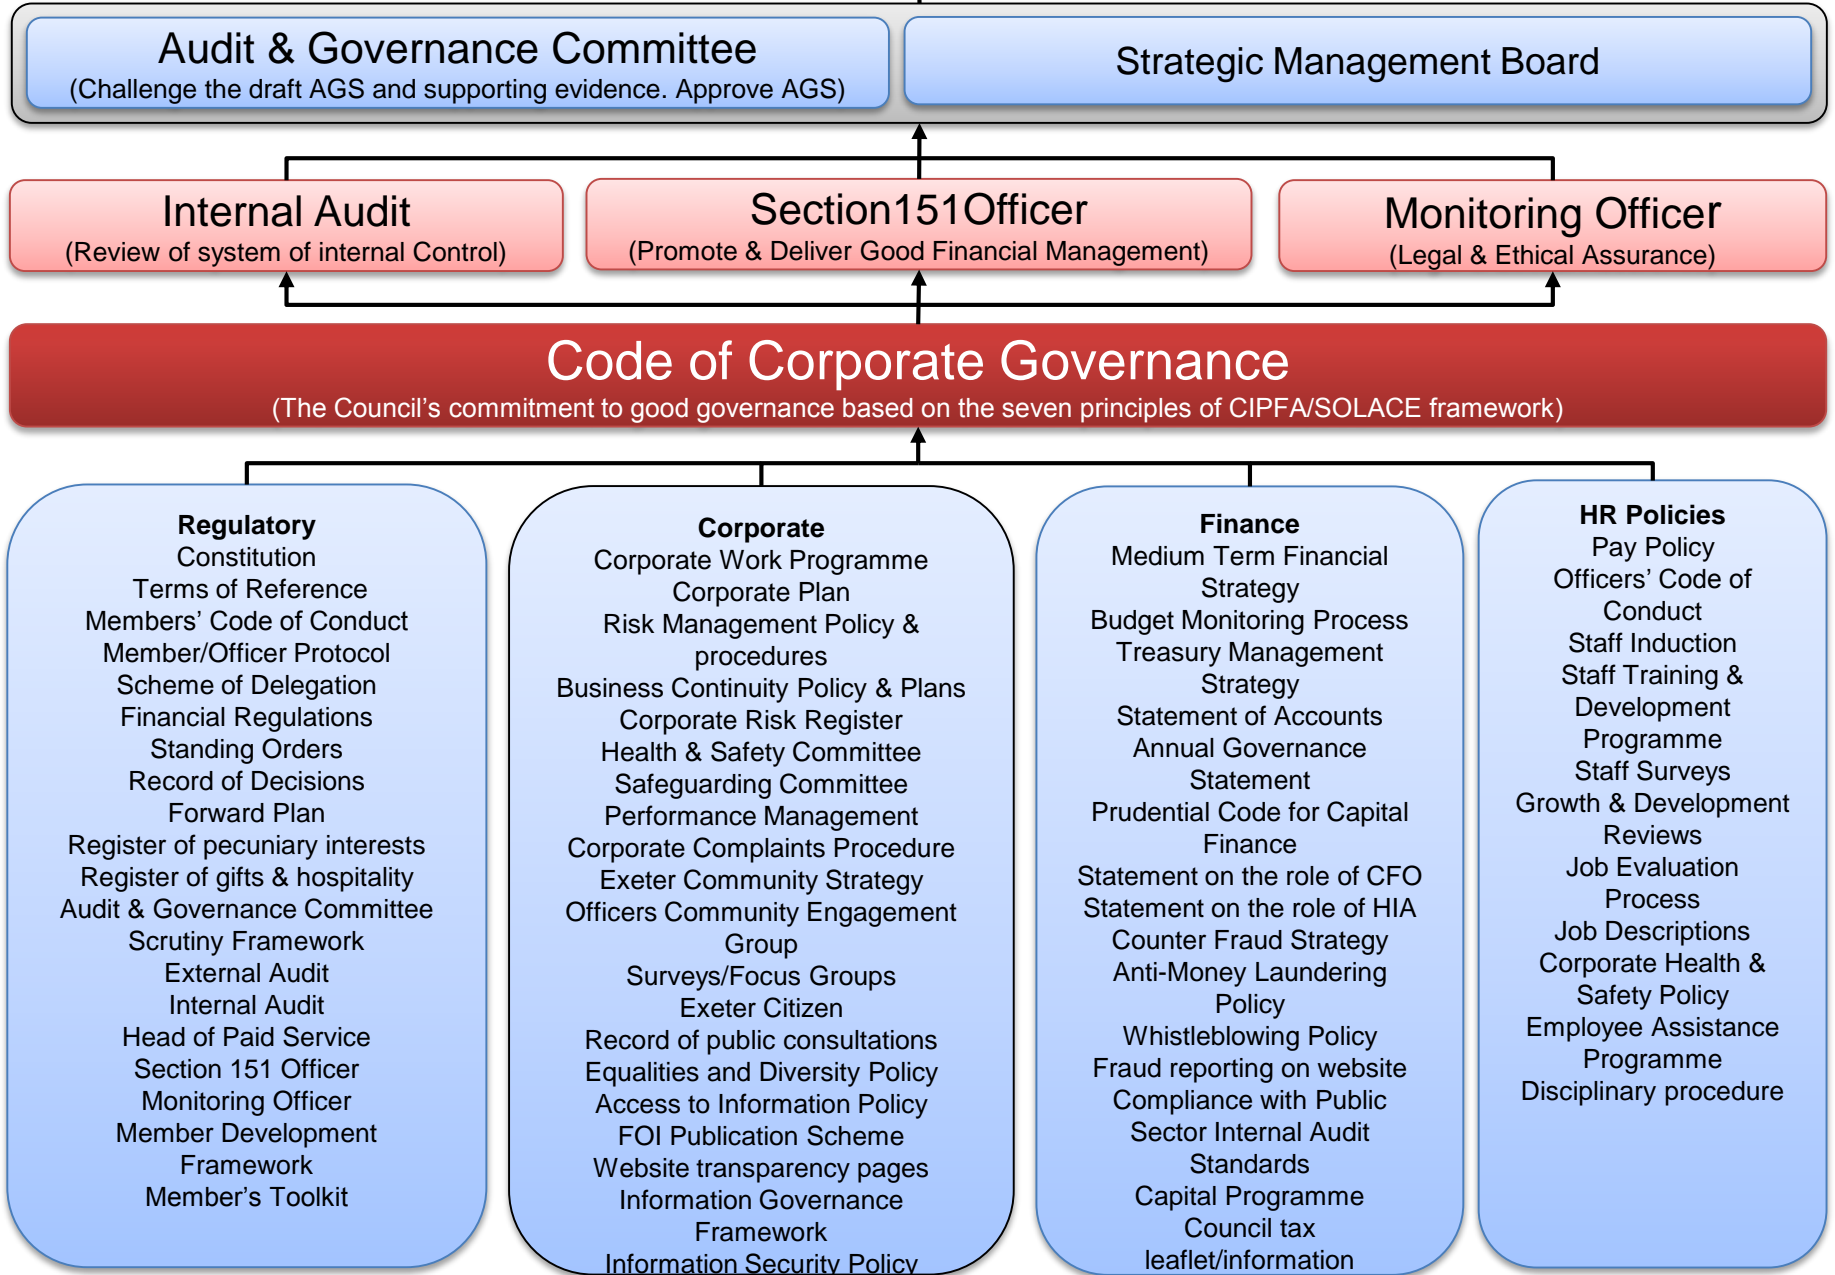 Audit & Governance Committee
(Challenge the draft AGS and supporting evidence. Approve AGS)
Strategic Management Board
Internal Audit
(Review of system of internal Control)
Section151Officer
(Promote & Deliver Good Financial Management)
Monitoring Officer
(Legal & Ethical Assurance)
Code of Corporate Governance
(The Council’s commitment to good governance based on the seven principles of CIPFA/SOLACE framework)
Regulatory
Constitution
Terms of Reference
Members’ Code of Conduct
Member/Officer Protocol
Scheme of Delegation
Financial Regulations
Standing Orders
Record of Decisions
Forward Plan
Register of pecuniary interests
Register of gifts & hospitality
Audit & Governance Committee
Scrutiny Framework
External Audit
Internal Audit
Head of Paid Service
Section 151 Officer
Monitoring Officer
Member Development
Framework
Member’s Toolkit
Corporate
Corporate Work Programme
Corporate Plan
Risk Management Policy &
procedures
Business Continuity Policy & Plans
Corporate Risk Register
Health & Safety Committee
Safeguarding Committee
Performance Management
Corporate Complaints Procedure
Exeter Community Strategy
Officers Community Engagement
Group
Surveys/Focus Groups
Exeter Citizen
Record of public consultations
Equalities and Diversity Policy
Access to Information Policy
FOI Publication Scheme
Website transparency pages
Information Governance
Framework
Information Security Policy
Finance
Medium Term Financial
Strategy
Budget Monitoring Process
Treasury Management
Strategy
Statement of Accounts
Annual Governance
Statement
Prudential Code for Capital
Finance
Statement on the role of CFO
Statement on the role of HIA
Counter Fraud Strategy
Anti-Money Laundering
Policy
Whistleblowing Policy
Fraud reporting on website
Compliance with Public
Sector Internal Audit
Standards
Capital Programme
Council tax
leaflet/information
HR Policies
Pay Policy
Officers’ Code of
Conduct
Staff Induction
Staff Training &
Development
Programme
Staff Surveys
Growth & Development
Reviews
Job Evaluation
Process
Job Descriptions
Corporate Health &
Safety Policy
Employee Assistance
Programme
Disciplinary procedure